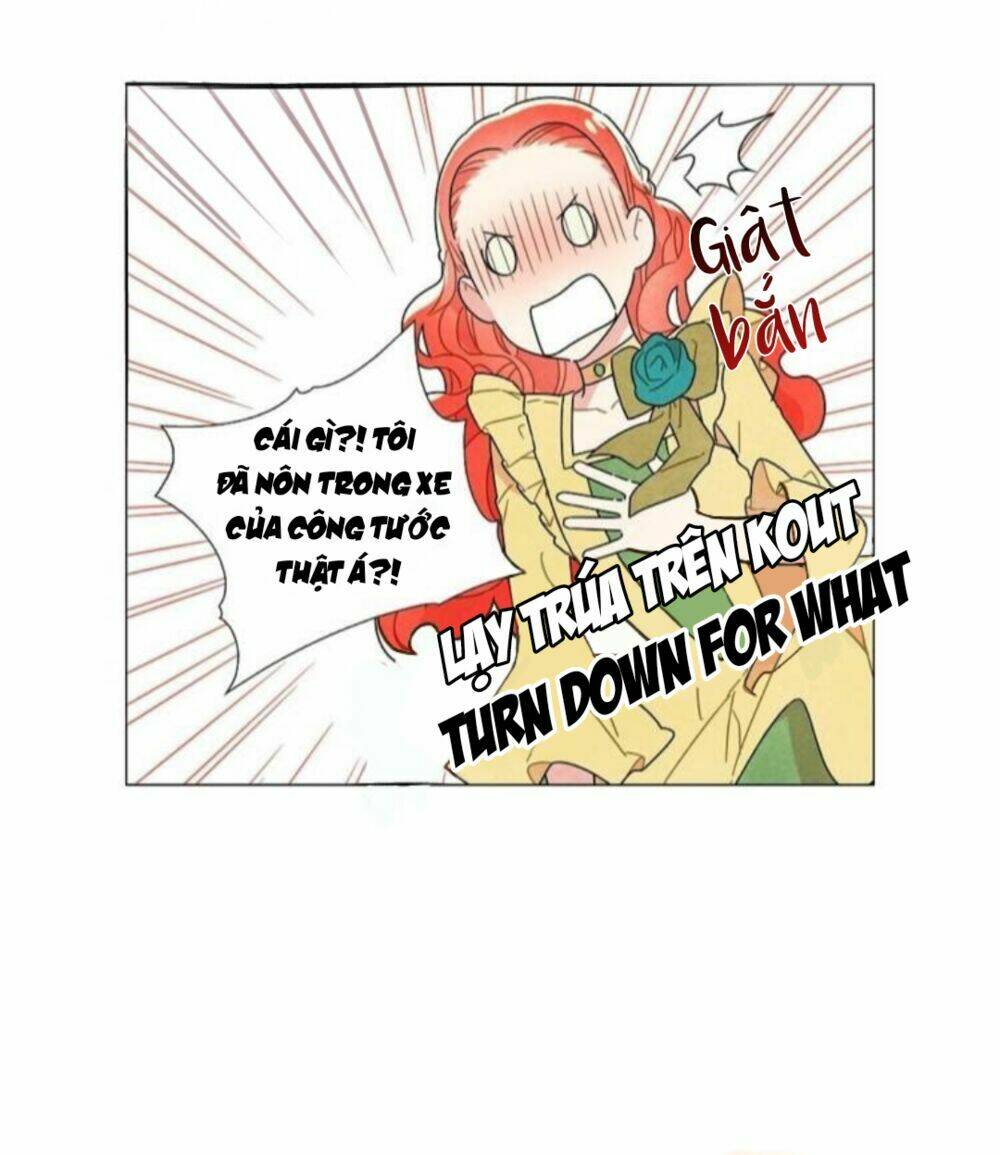 Giật
bắn
CÁI GÌ?! TÔI
ĐÃ NÔN TRONG XE
CỦA CÔNG TƯỚC
THẬT Á?!
LẠY TRÚA TRÊN KOUT
TURN DOWN FOR WHAT